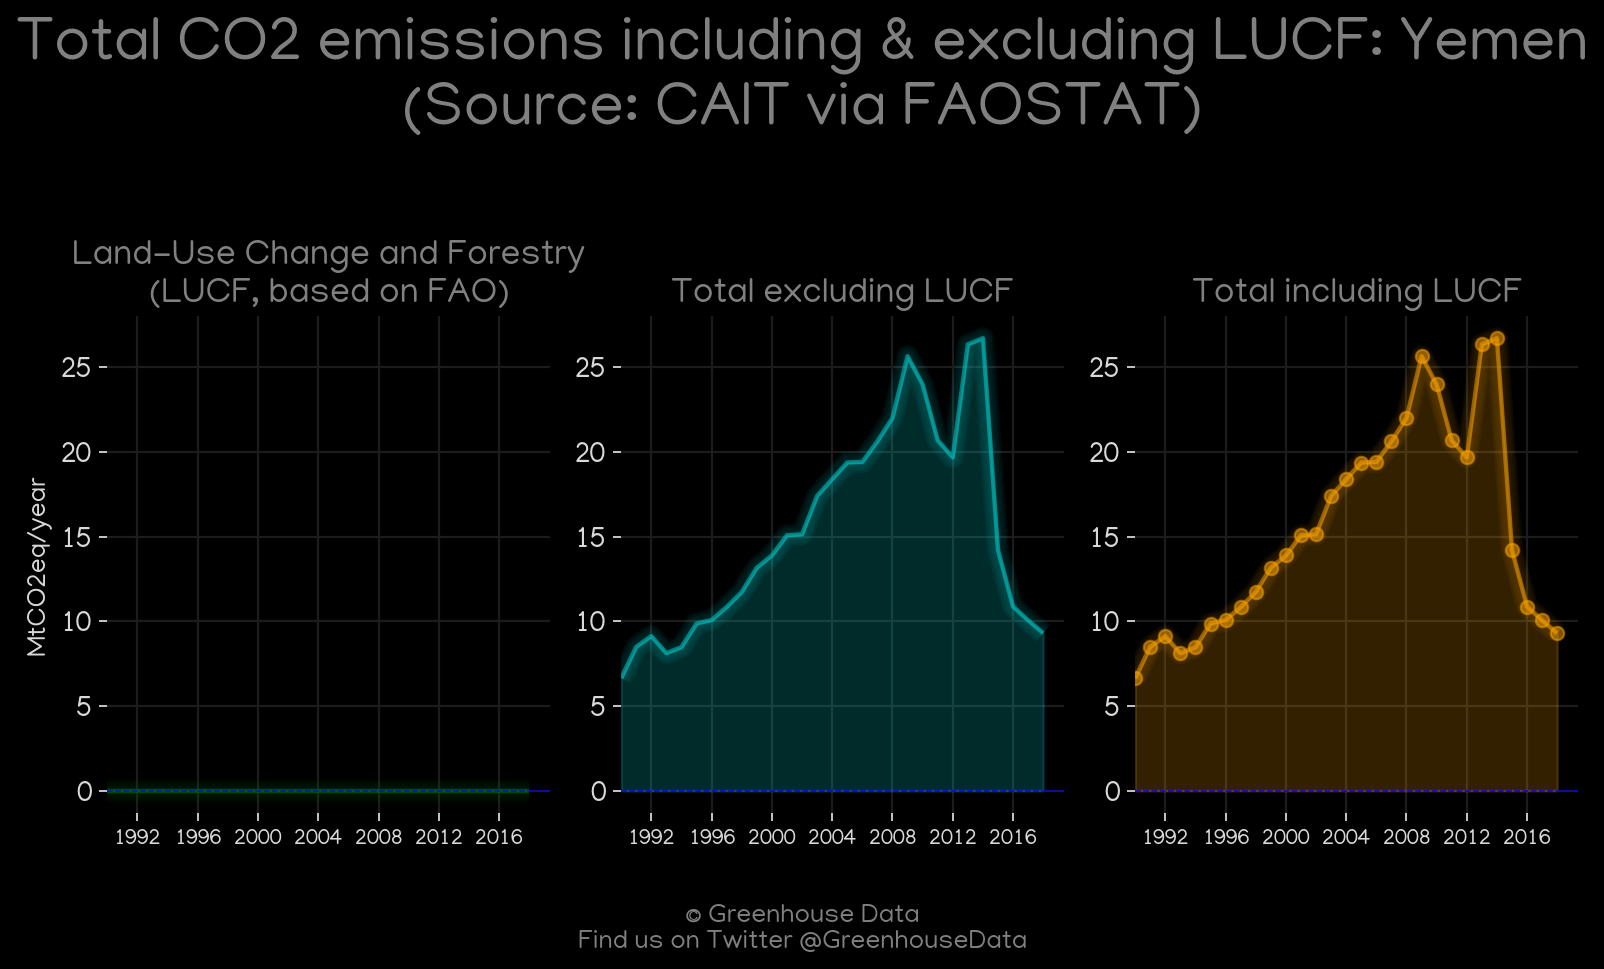 Total CO2 emissions including & excluding LUCF: Yemen
(Source: CAIT via FAOSTAT)
Land-Use Change and Forestry
(LUCF, based on FAO)
Total excluding LUCF
Total including LUCF
MtCO2eq/year
25
20
15
10
5
0
1992 1996 2000 2004 2008 2012 2016
25
20
15
10
5
0
1992 1996 2000 2004 2008 2012 2016
25
20
15
10
5
0
1992 1996 2000 2004 2008 2012 2016
© Greenhouse Data
Find us on Twitter @GreenhouseData